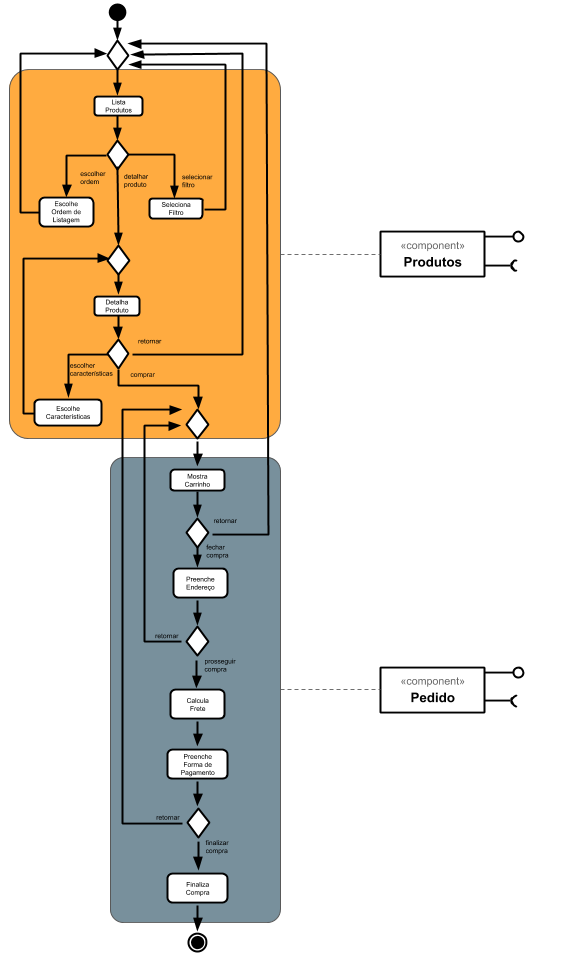 Lista
Produtos
escolher
ordem
detalhar
produto
selecionar
filtro
Escolhe
Ordem de
Listagem
Seleciona
Filtro
«component»
Produtos
Detalha
Produto
retornar
escolher
características
comprar
Escolhe
Características
Mostra
Carrinho
retornar
fechar
compra
Preenche
Endereço
retornar
prosseguir
compra
«component»
Pedido
Calcula
Frete
Preenche
Forma de
Pagamento
retornar
finalizar
compra
Finaliza
Compra